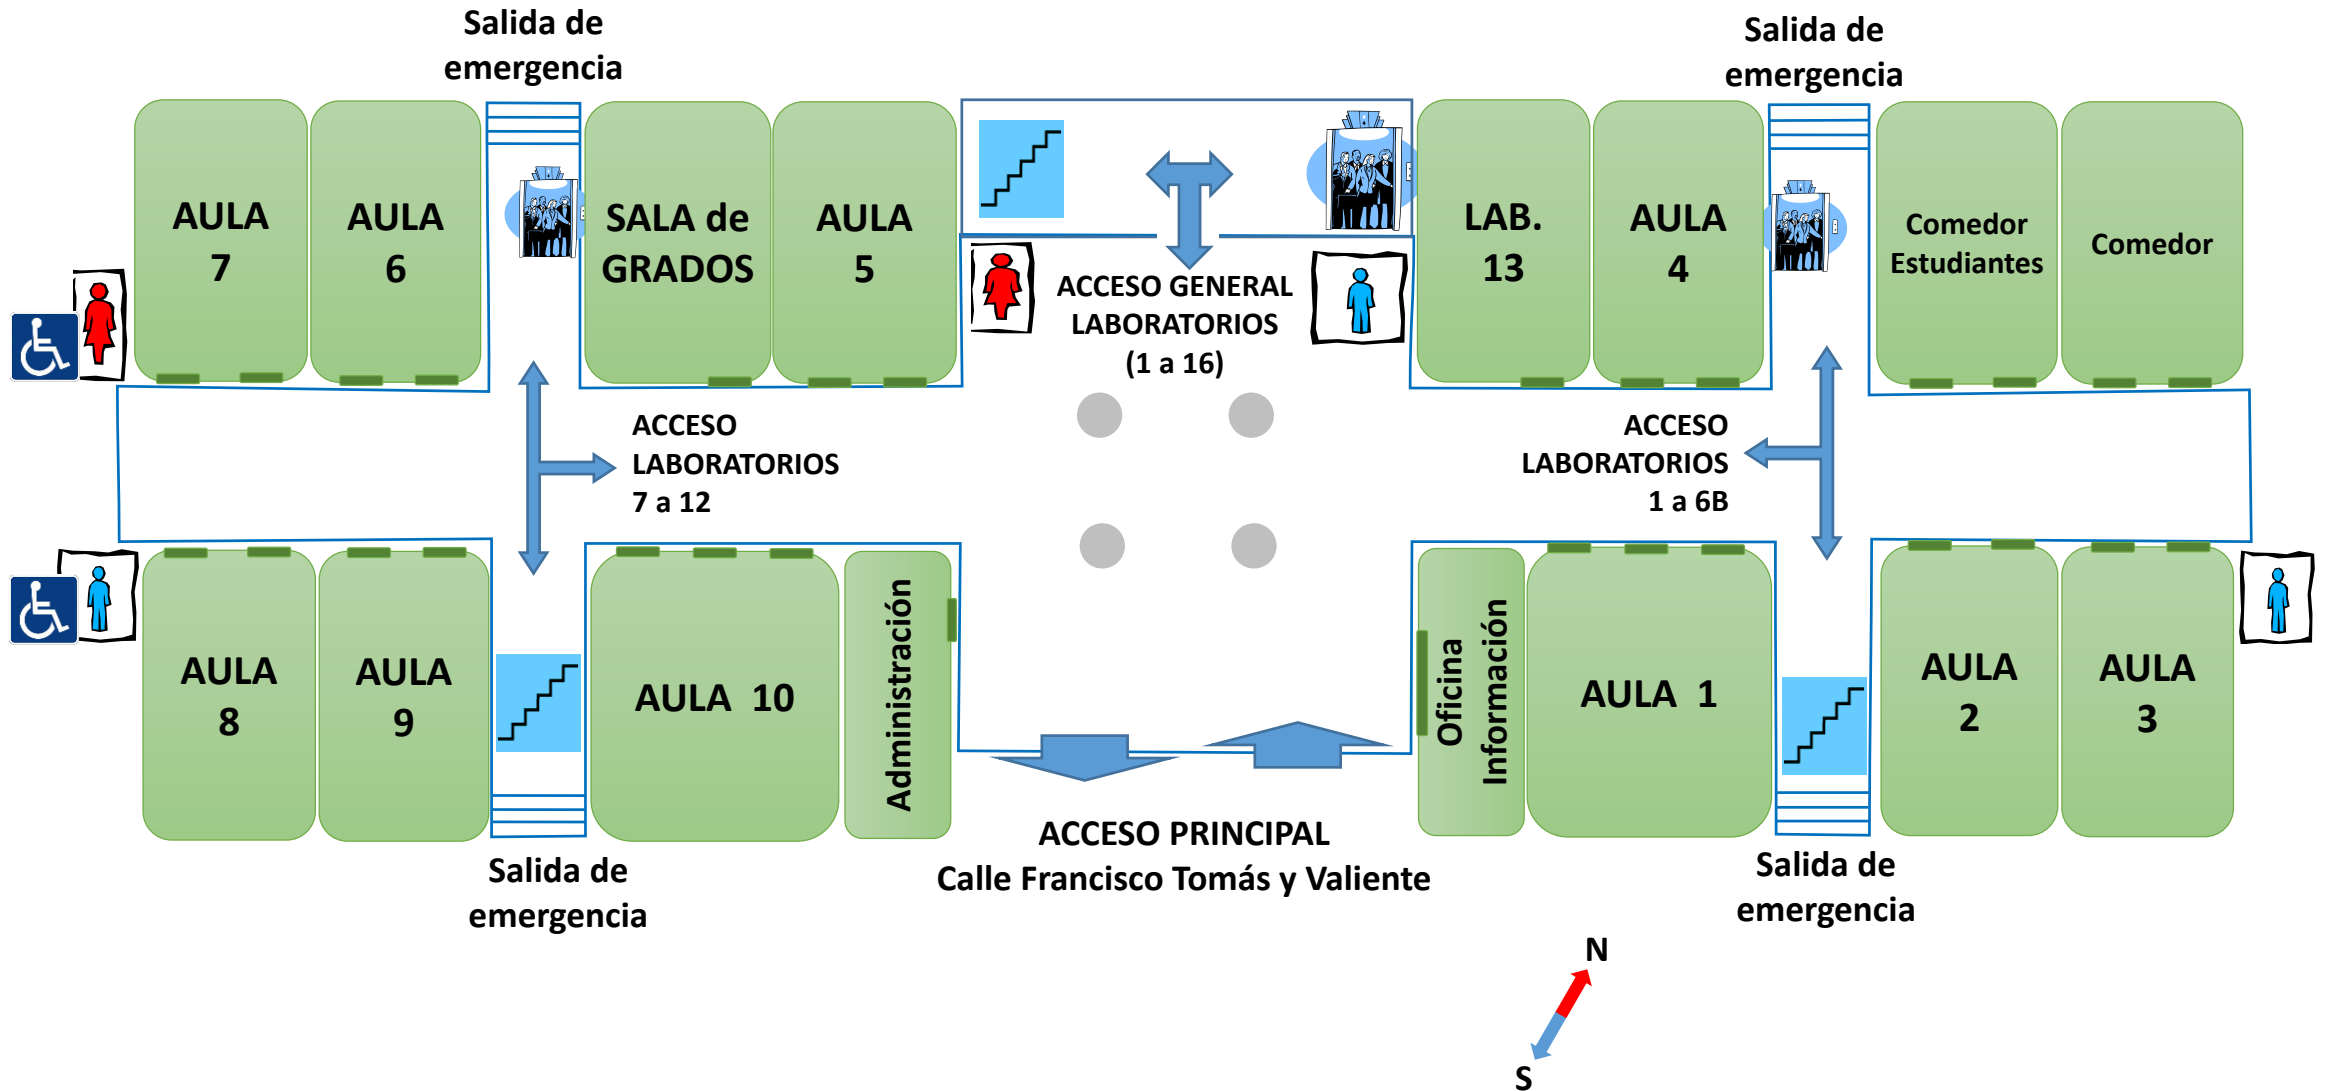 Salida de
emergencia
Salida de
emergencia
AULA
7
AULA
6
SALA de
GRADOS
AULA
5
LAB.
13
AULA
4
Comedor
Estudiantes
Comedor
ACCESO GENERAL
LABORATORIOS
(1 a 16)
ACCESO
LABORATORIOS
7 a 12
ACCESO
LABORATORIOS
1 a 6B
AULA
8
AULA
9
AULA 10
Administración
Oficina
Información
AULA 1
AULA
2
AULA
3
ACCESO PRINCIPAL
Calle Francisco Tomás y Valiente
Salida de
emergencia
Salida de
emergencia
N
S